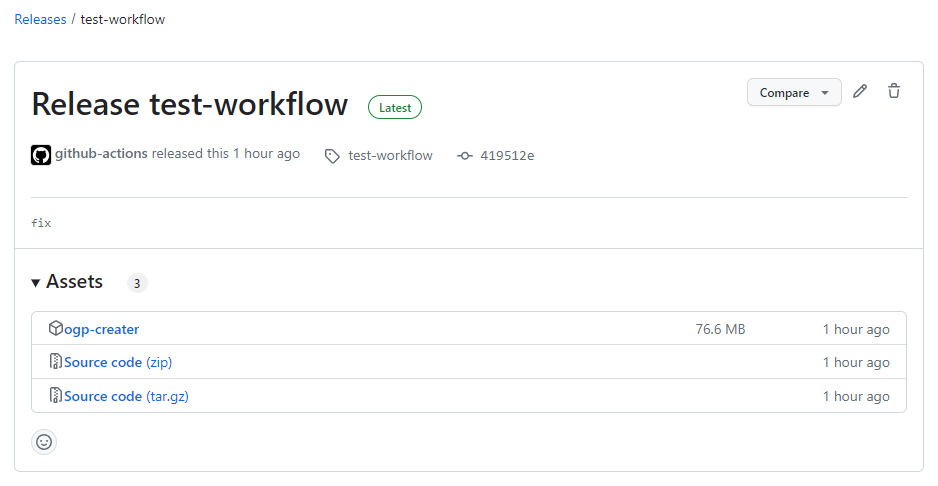 Releases / test-workflow
Release test-workflow Latest Compare
github-actions released this 1 hour ago test-workflow 419512e
fix
Assets 3
ogp-creater 76.6 MB 1 hour ago
Source code (zip) 1 hour ago
Source code (tar.gz) 1 hour ago